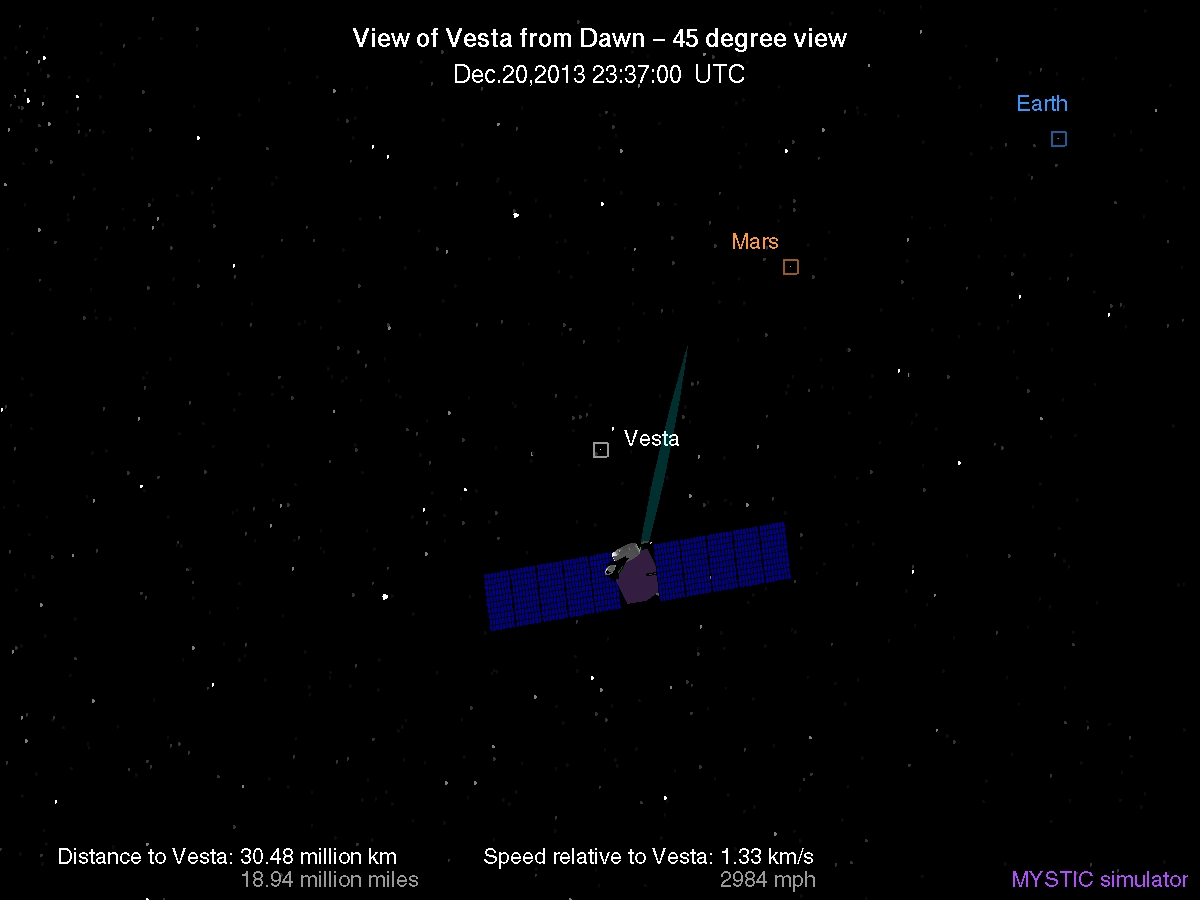 View of Vesta from Dawn – 45 degree view
Dec.20,2013 23:37:00 UTC
Earth
Mars
Vesta
Distance to Vesta: 30.48 million km
18.94 million miles
Speed relative to Vesta: 1.33 km/s
2984 mph
MYSTIC simulator